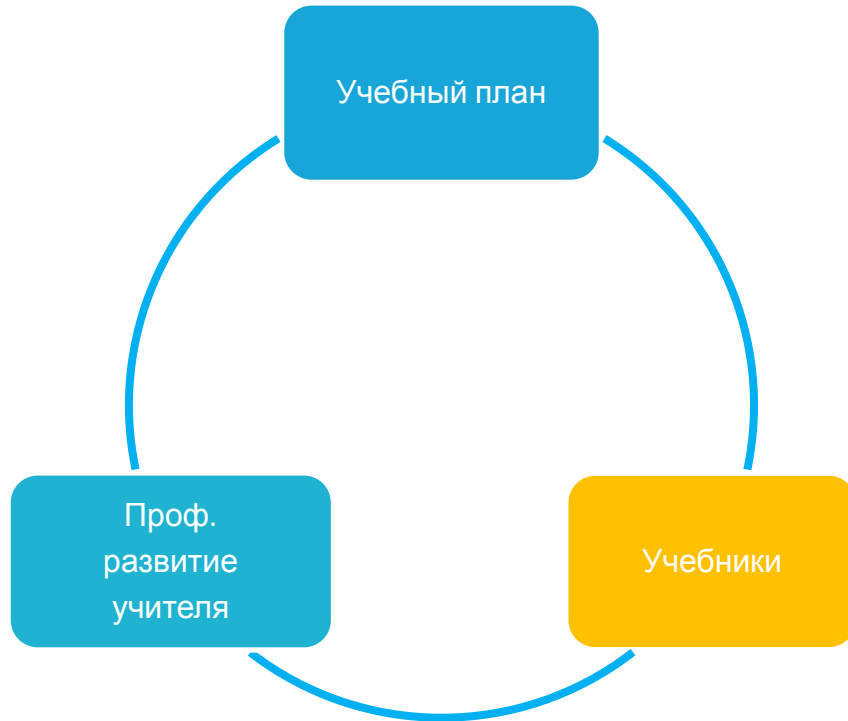 Учебный план
Проф.
развитие
учителя
Учебники